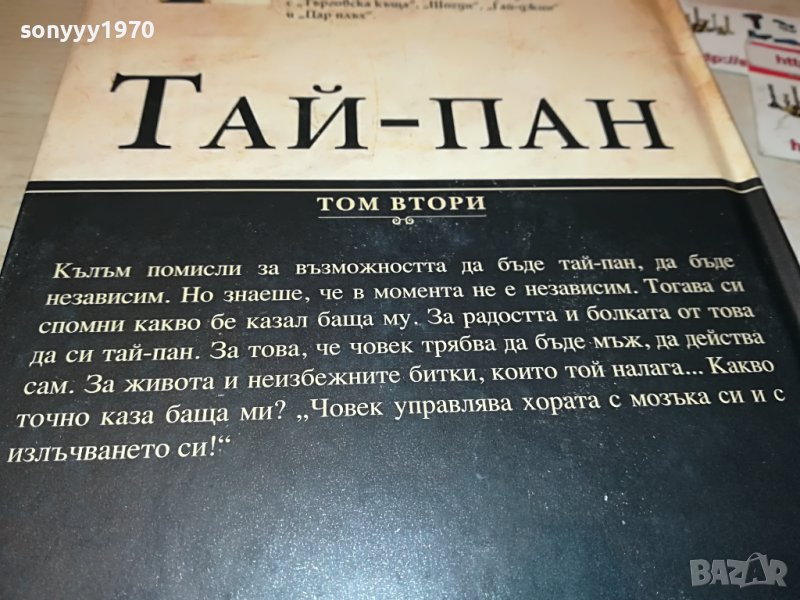 sonyyy1970
с „Търговска къща“, „Шогун“, „Гай-джин“
и „Цар плъх“.
ТАЙ-ПАН
ТОМ ВТОРИ
Кълъм помисли за възможността да бъде тай-пан, да бъде
независим. Но знаеше, че в момента не е независим. Тогава си
спомни какво бе казал баща му. За радостта и болката от това
да си тай-пан. За това, че човек трябва да бъде мъж, да действа
сам. За живота и неизбежните битки, които той налага... Какво
точно каза баща ми? „Човек управлява хората с мозъка си и с
излъчването си!“
BAZAR